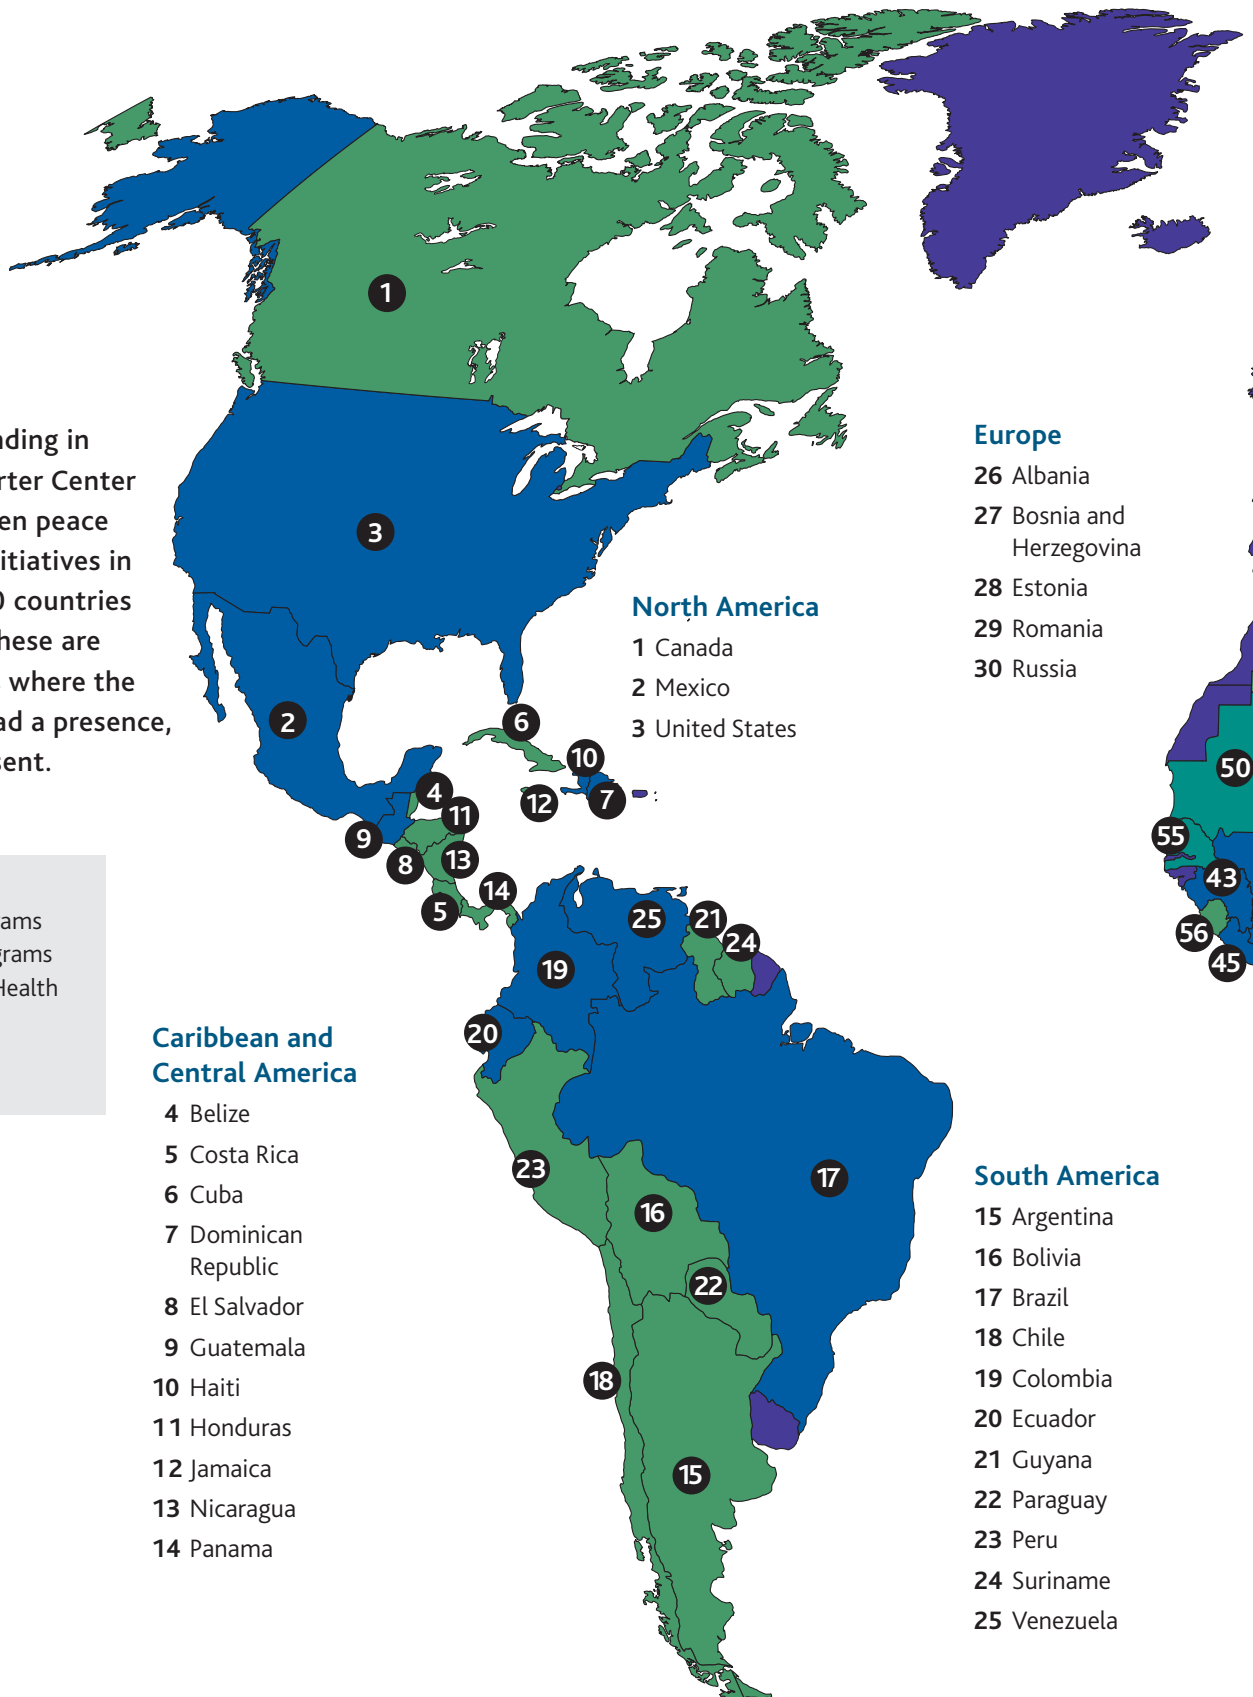 nding in
rter Center
en peace
itiatives in
0 countries
hese are
s where the
ad a presence,
sent.
ams
grams
Health
North America
1 Canada
2 Mexico
3 United States
Caribbean and
Central America
4 Belize
5 Costa Rica
6 Cuba
7 Dominican
Republic
8 El Salvador
9 Guatemala
10 Haiti
11 Honduras
12 Jamaica
13 Nicaragua
14 Panama
Europe
26 Albania
27 Bosnia and
Herzegovina
28 Estonia
29 Romania
30 Russia
South America
15 Argentina
16 Bolivia
17 Brazil
18 Chile
19 Colombia
20 Ecuador
21 Guyana
22 Paraguay
23 Peru
24 Suriname
25 Venezuela
1
3
2
6
10
4
12
7
11
9
8
13
14
5
25
21
24
19
20
23
17
16
22
18
15
50
55
43
56
45